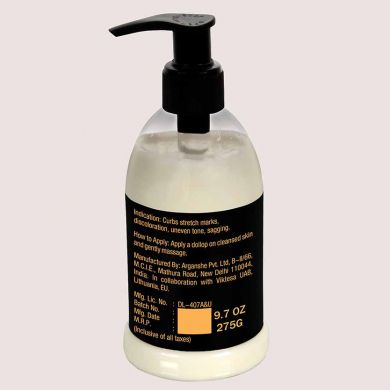 Indication: Curbs stretch marks,
discoloration, uneven tone, sagging.
How to Apply: Apply a dollop on cleansed skin
and gently massage.
Manufactured By: Arganshe Pvt. Ltd, B-8/6B,
M.C.I.E., Mathura Road, New Delhi 110044,
India. In collaboration with Viktesa UAB,
Lithuania, EU.
Mfg. Lic. No. : DL-407A&U
Batch No. :
Mfg. Date :
M.R.P. :
(Inclusive of all taxes)
9.7 OZ
275G